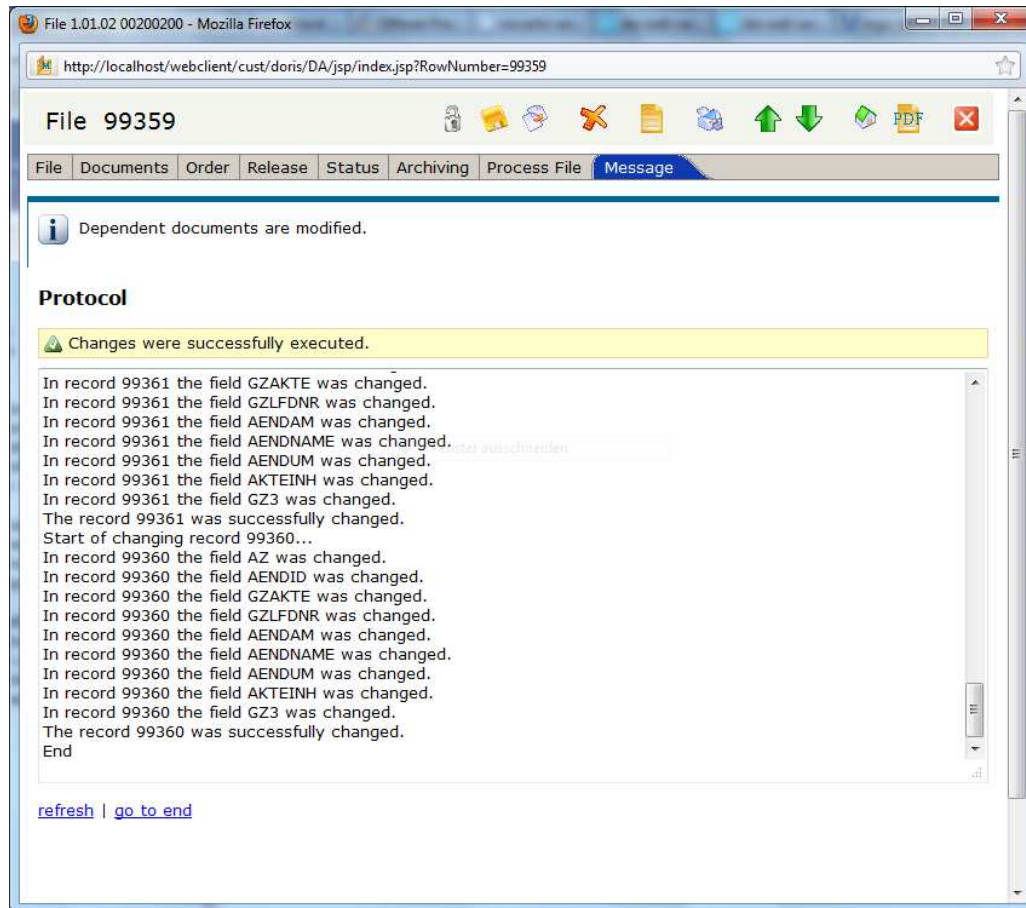 File 1.01.02 00200200 - Mozilla Firefox
http://localhost/webclient/cust/doris/DA/jsp/index.jsp?RowNumber=99359
File 99359
PDF
File Documents Order Release Status Archiving Process File Message
Dependent documents are modified.
Protocol
Changes were successfully executed.
In record 99361 the field GZAKTE was changed.
In record 99361 the field GZLFDNR was changed.
In record 99361 the field AENDAM was changed.
In record 99361 the field AENDNAME was changed.
ausschneiden
In record 99361 the field AENDUM was changed.
In record 99361 the field AKTEINH was changed.
In record 99361 the field GZ3 was changed.
The record 99361 was successfully changed.
Start of changing record 99360...
In record 99360 the field AZ was changed.
In record 99360 the field AENDID was changed.
In record 99360 the field GZAKTE was changed.
In record 99360 the field GZLFDNR was changed.
In record 99360 the field AENDAM was changed.
In record 99360 the field AENDNAME was changed.
In record 99360 the field AENDUM was changed.
In record 99360 the field AKTEINH was changed.
In record 99360 the field GZ3 was changed.
The record 99360 was successfully changed.
End
refresh | go to end